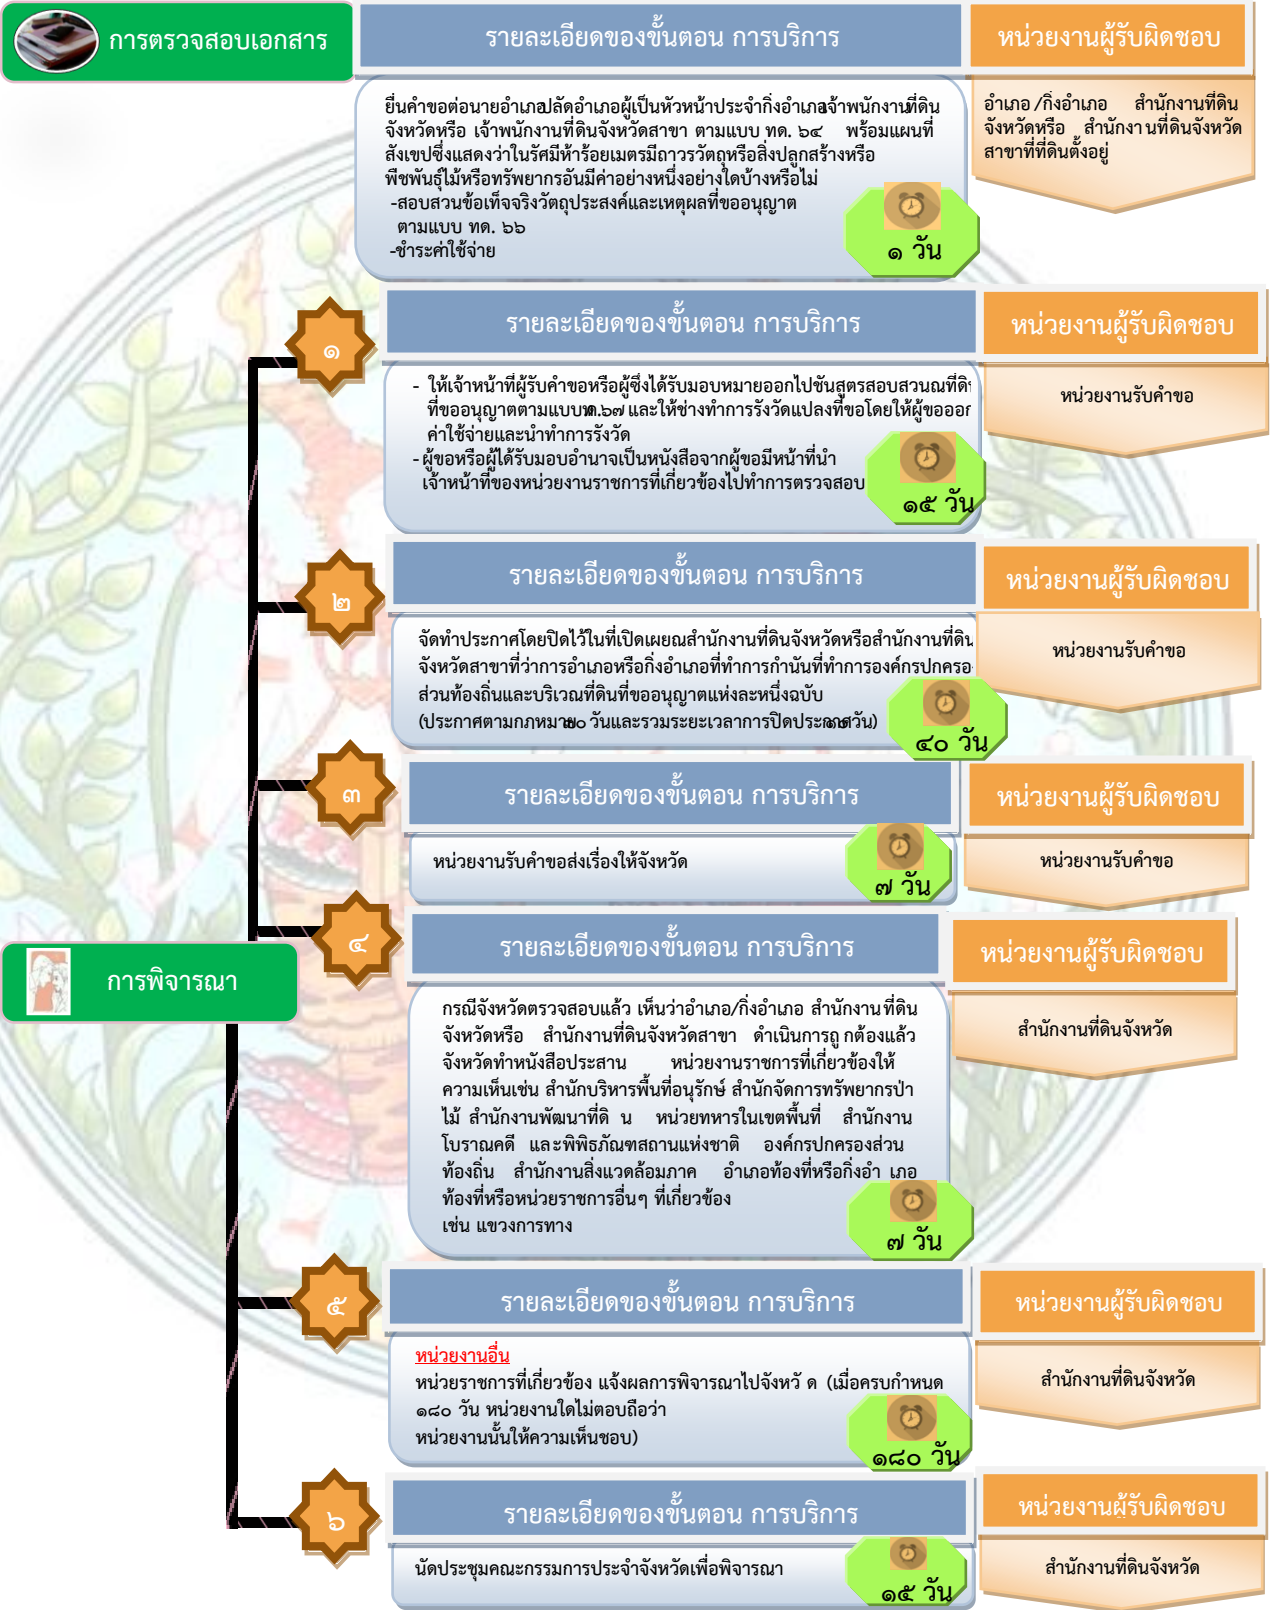 การตรวจสอบเอกสาร
รายละเอียดของขั้นตอน การบริการ
หน่วยงานผู้รับผิดชอบ
ยื่นคำขอต่อนายอำเภอปลัดอำเภอผู้เป็นหัวหน้าประจำกิ่งอำเภอเจ้าพนักงานที่ดิน
จังหวัดหรือ เจ้าพนักงานที่ดินจังหวัดสาขา ตามแบบ ทด. ๖๔ พร้อมแผนที่
สังเขปซึ่งแสดงว่าในรัศมีห้าร้อยเมตรมีถาวรวัตถุหรือสิ่งปลูกสร้างหรือ
พืชพันธุ์ไม้หรือทรัพยากรอันมีค่าอย่างหนึ่งอย่างใดบ้างหรือไม่
-สอบสวนข้อเท็จจริงวัตถุประสงค์และเหตุผลที่ขออนุญาต
ตามแบบ ทด. ๖๖
-ชำระค่าใช้จ่าย
๑ วัน
อำเภอ /กิ่งอำเภอ สำนักงานที่ดิน
จังหวัดหรือ สำนักงา นที่ดินจังหวัด
สาขาที่ที่ดินตั้งอยู่
๑
รายละเอียดของขั้นตอน การบริการ
หน่วยงานผู้รับผิดชอบ
- ให้เจ้าหน้าที่ผู้รับคำขอหรือผู้ซึ่งได้รับมอบหมายออกไปชันสูตรสอบสวนณที่ดิน
ที่ขออนุญาตตามแบบทด.๖๗ และให้ช่างทำการรังวัดแปลงที่ขอโดยให้ผู้ขอออก
ค่าใช้จ่ายและนำทำการรังวัด
- ผู้ขอหรือผู้ได้รับมอบอำนาจเป็นหนังสือจากผู้ขอมีหน้าที่นำ
เจ้าหน้าที่ของหน่วยงานราชการที่เกี่ยวข้องไปทำการตรวจสอบ
๑๕ วัน
หน่วยงานรับคำขอ
๒
รายละเอียดของขั้นตอน การบริการ
หน่วยงานผู้รับผิดชอบ
จัดทำประกาศโดยปิดไว้ในที่เปิดเผยณสำนักงานที่ดินจังหวัดหรือสำนักงานที่ดิน
จังหวัดสาขาที่ว่าการอำเภอหรือกิ่งอำเภอที่ทำการกำนันที่ทำการองค์กรปกครอง
ส่วนท้องถิ่นและบริเวณที่ดินที่ขออนุญาตแห่งละหนึ่งฉบับ
(ประกาศตามกฎหมาย๓๐ วันและรวมระยะเวลาการปิดประกาศ๑๐วัน)
๔๐ วัน
หน่วยงานรับคำขอ
๓
รายละเอียดของขั้นตอน การบริการ
หน่วยงานผู้รับผิดชอบ
หน่วยงานรับคำขอส่งเรื่องให้จังหวัด
๗ วัน
หน่วยงานรับคำขอ
๔
รายละเอียดของขั้นตอน การบริการ
หน่วยงานผู้รับผิดชอบ
การพิจารณา
กรณีจังหวัดตรวจสอบแล้ว เห็นว่าอำเภอ/กิ่งอำเภอ สำนักงานที่ดิน
จังหวัดหรือ สำนักงานที่ดินจังหวัดสาขา ดำเนินการถู กต้องแล้ว
จังหวัดทำหนังสือประสาน หน่วยงานราชการที่เกี่ยวข้องให้
ความเห็นเช่น สำนักบริหารพื้นที่อนุรักษ์ สำนักจัดการทรัพยากรป่า
ไม้ สำนักงานพัฒนาที่ดิ น หน่วยทหารในเขตพื้นที่ สำนักงาน
โบราณคดี และพิพิธภัณฑสถานแห่งชาติ องค์กรปกครองส่วน
ท้องถิ่น สำนักงานสิ่งแวดล้อมภาค อำเภอท้องที่หรือกิ่งอำ เภอ
ท้องที่หรือหน่วยราชการอื่นๆ ที่เกี่ยวข้อง
เช่น แขวงการทาง
๗ วัน
สำนักงานที่ดินจังหวัด
๕
รายละเอียดของขั้นตอน การบริการ
หน่วยงานผู้รับผิดชอบ
หน่วยงานอื่น
หน่วยราชการที่เกี่ยวข้อง แจ้งผลการพิจารณาไปจังหวั ด (เมื่อครบกำหนด
๑๘๐ วัน หน่วยงานใดไม่ตอบถือว่า
หน่วยงานนั้นให้ความเห็นชอบ)
๑๘๐ วัน
สำนักงานที่ดินจังหวัด
๖
รายละเอียดของขั้นตอน การบริการ
หน่วยงานผู้รับผิดชอบ
นัดประชุมคณะกรรมการประจำจังหวัดเพื่อพิจารณา
๑๕ วัน
สำนักงานที่ดินจังหวัด